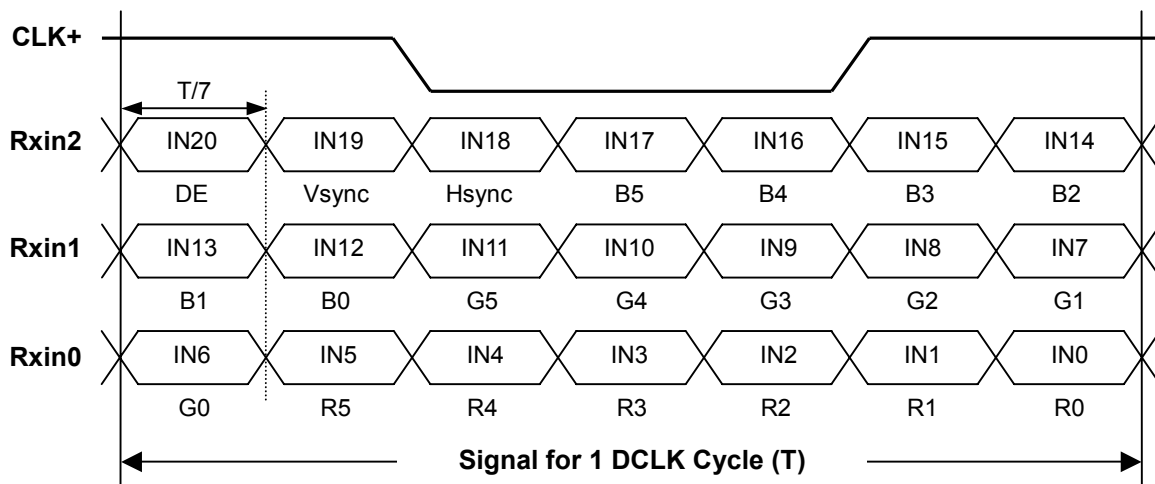 CLK+
T/7
Rxin2 IN20 IN19 IN18 IN17 IN16 IN15 IN14
DE Vsync Hsync B5 B4 B3 B2
Rxin1 IN13 IN12 IN11 IN10 IN9 IN8 IN7
B1 B0 G5 G4 G3 G2 G1
Rxin0 IN6 IN5 IN4 IN3 IN2 IN1 IN0
G0 R5 R4 R3 R2 R1 R0
Signal for 1 DCLK Cycle (T)